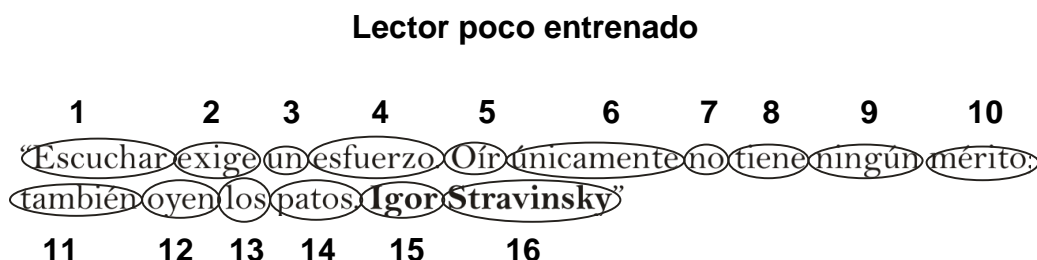 Lector poco entrenado
1 2 3 4 5 6 7 8 9 10
“Escuchar exige un esfuerzo. Oír únicamente no tiene ningún mérito;
también oyen los patos. Igor Stravinsky”
11 12 13 14 15 16